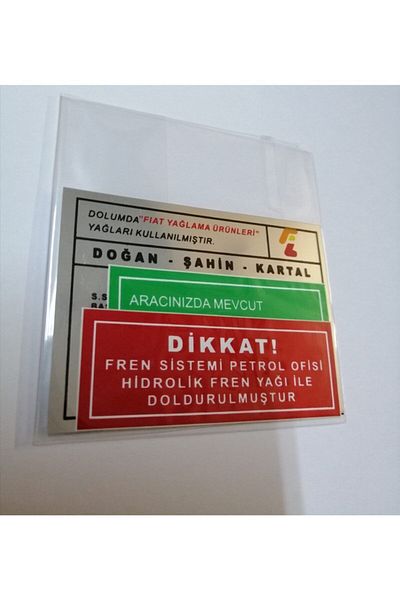 DOLUMDA "FIAT YAĞLAMA ÜRÜNLERİ"
YAĞLARI KULLANILMIŞTIR.
DOĞAN - ŞAHİN - KARTAL
S.S
BA
ARACINIZDA MEVCUT
DİKKAT!
FREN SİSTEMİ PETROL OFİSİ
HİDROLİK FREN YAĞI İLE
DOLDURULMUŞTUR